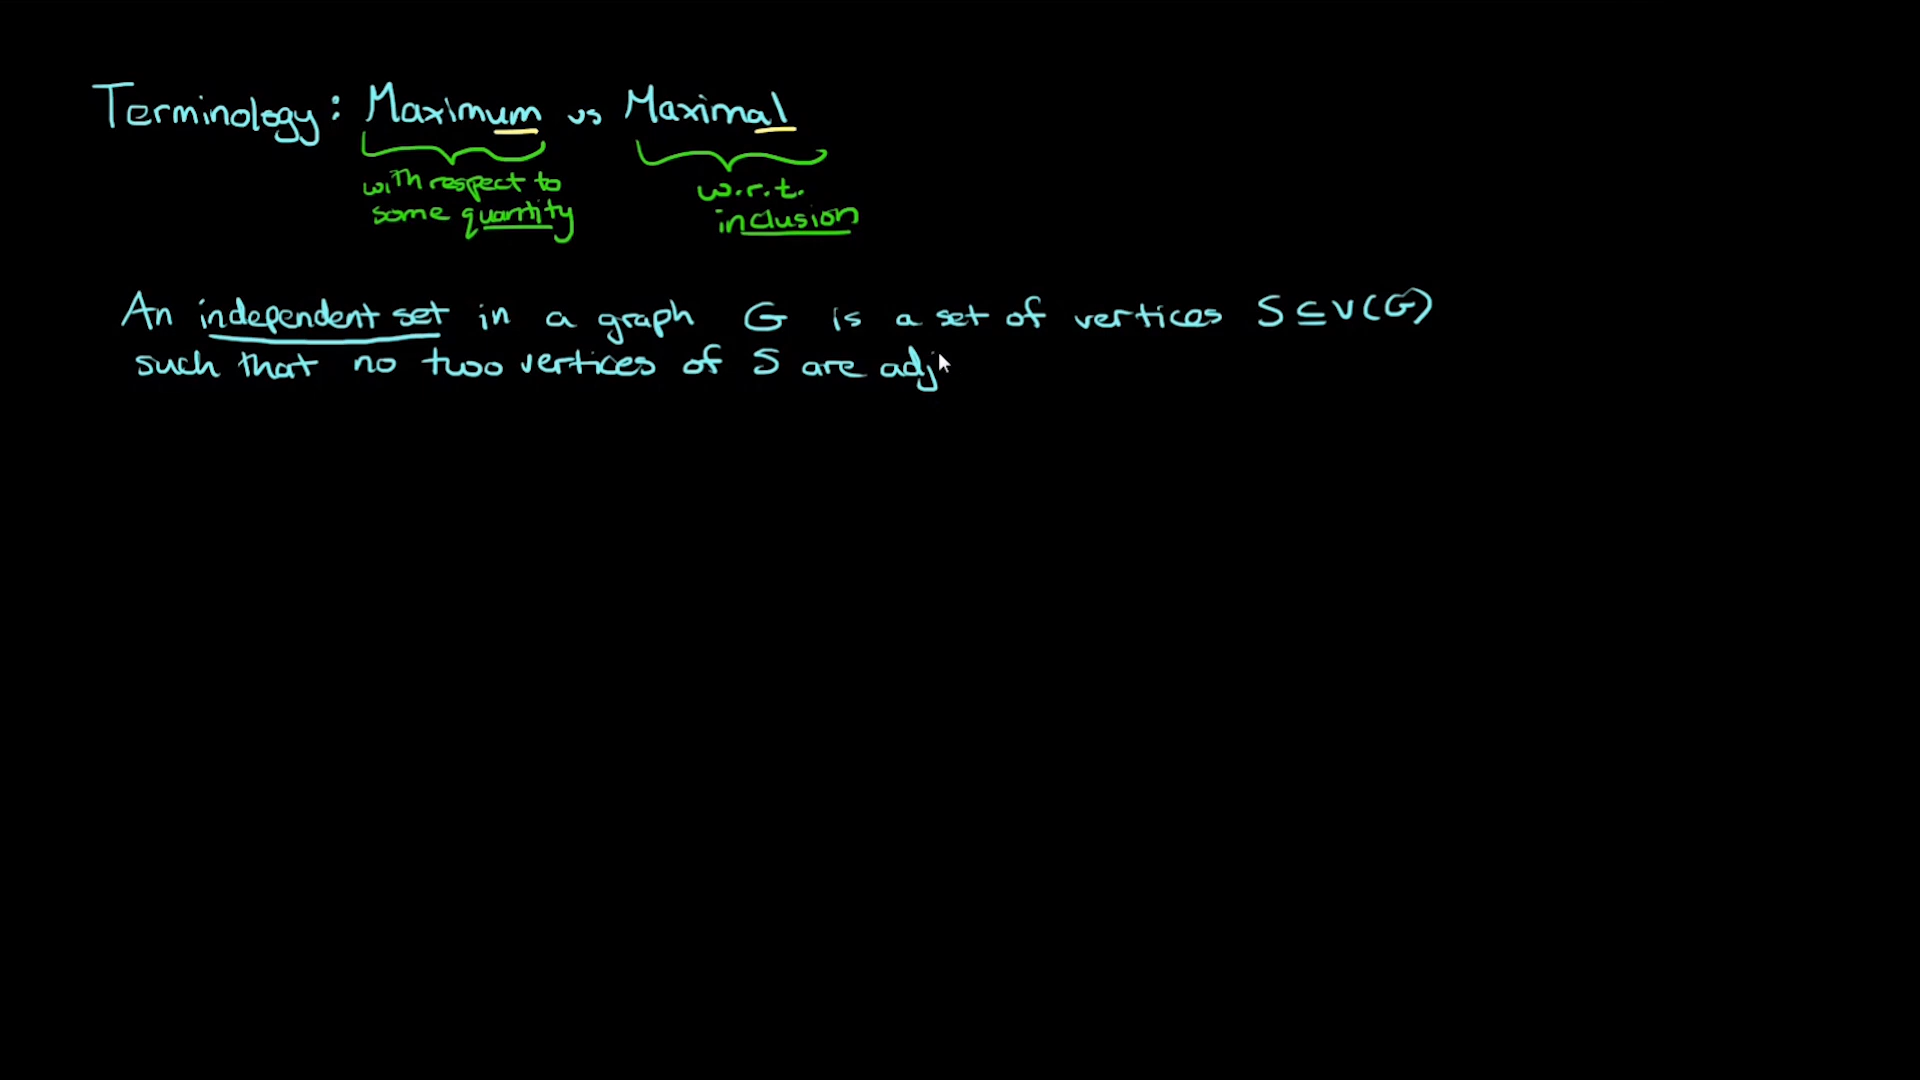 Terminology: Maximum vs Maximal
with respect to
some quantity
w.r.t.
inclusion
An independent set in a graph G is a set of vertices S ⊆ V(G)
such that no two vertices of S are adj